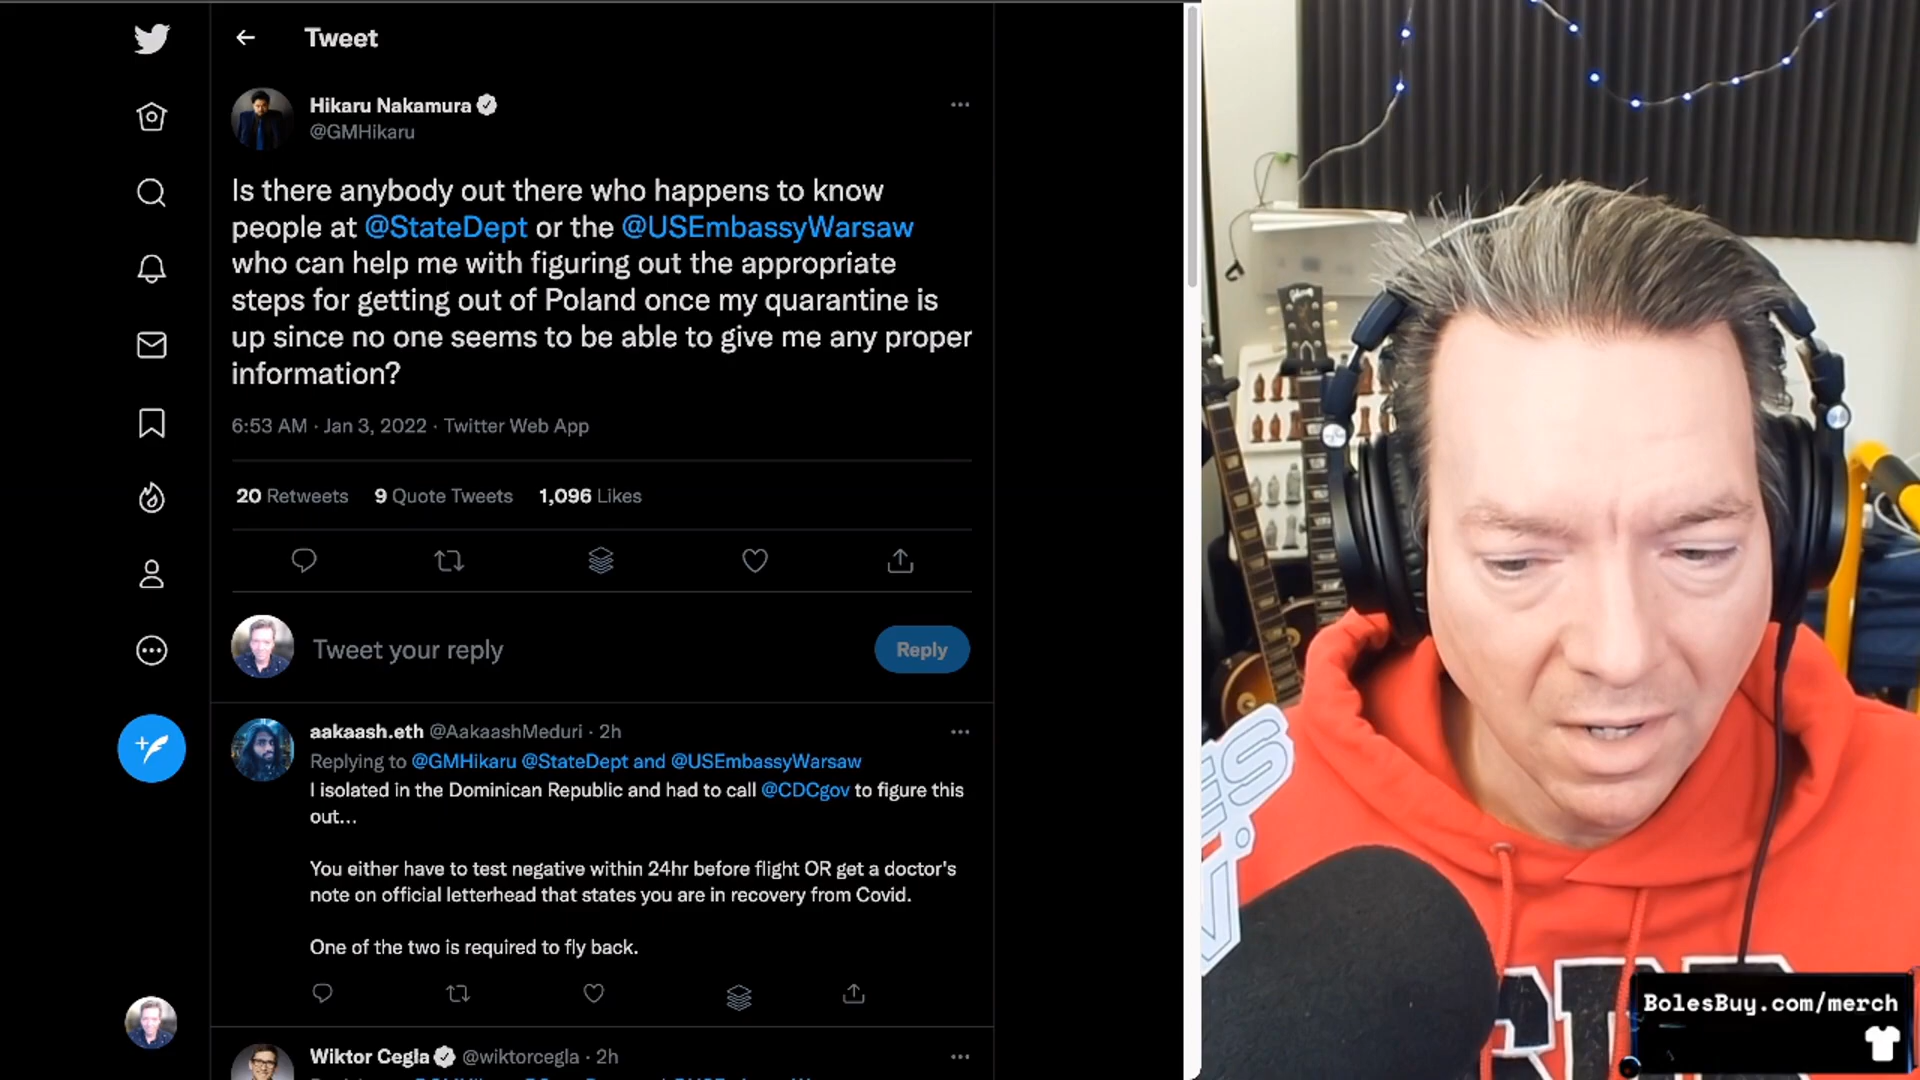 Tweet
Hikaru Nakamura
@GMHikaru
Is there anybody out there who happens to know
people at @StateDept or the @USEmbassyWarsaw
who can help me with figuring out the appropriate
steps for getting out of Poland once my quarantine is
up since no one seems to be able to give me any proper
information?
6:53 AM · Jan 3, 2022 · Twitter Web App
20 Retweets 9 Quote Tweets 1,096 Likes
Tweet your reply
Reply
aakaash.eth @AakaashMeduri · 2h
Replying to @GMHikaru @StateDept and @USEmbassyWarsaw
I isolated in the Dominican Republic and had to call @CDCgov to figure this
out...
You either have to test negative within 24hr before flight OR get a doctor's
note on official letterhead that states you are in recovery from Covid.
One of the two is required to fly back.
Wiktor Cegla @wiktorcegla · 2h
Gibson
BolesBuy.com/merch